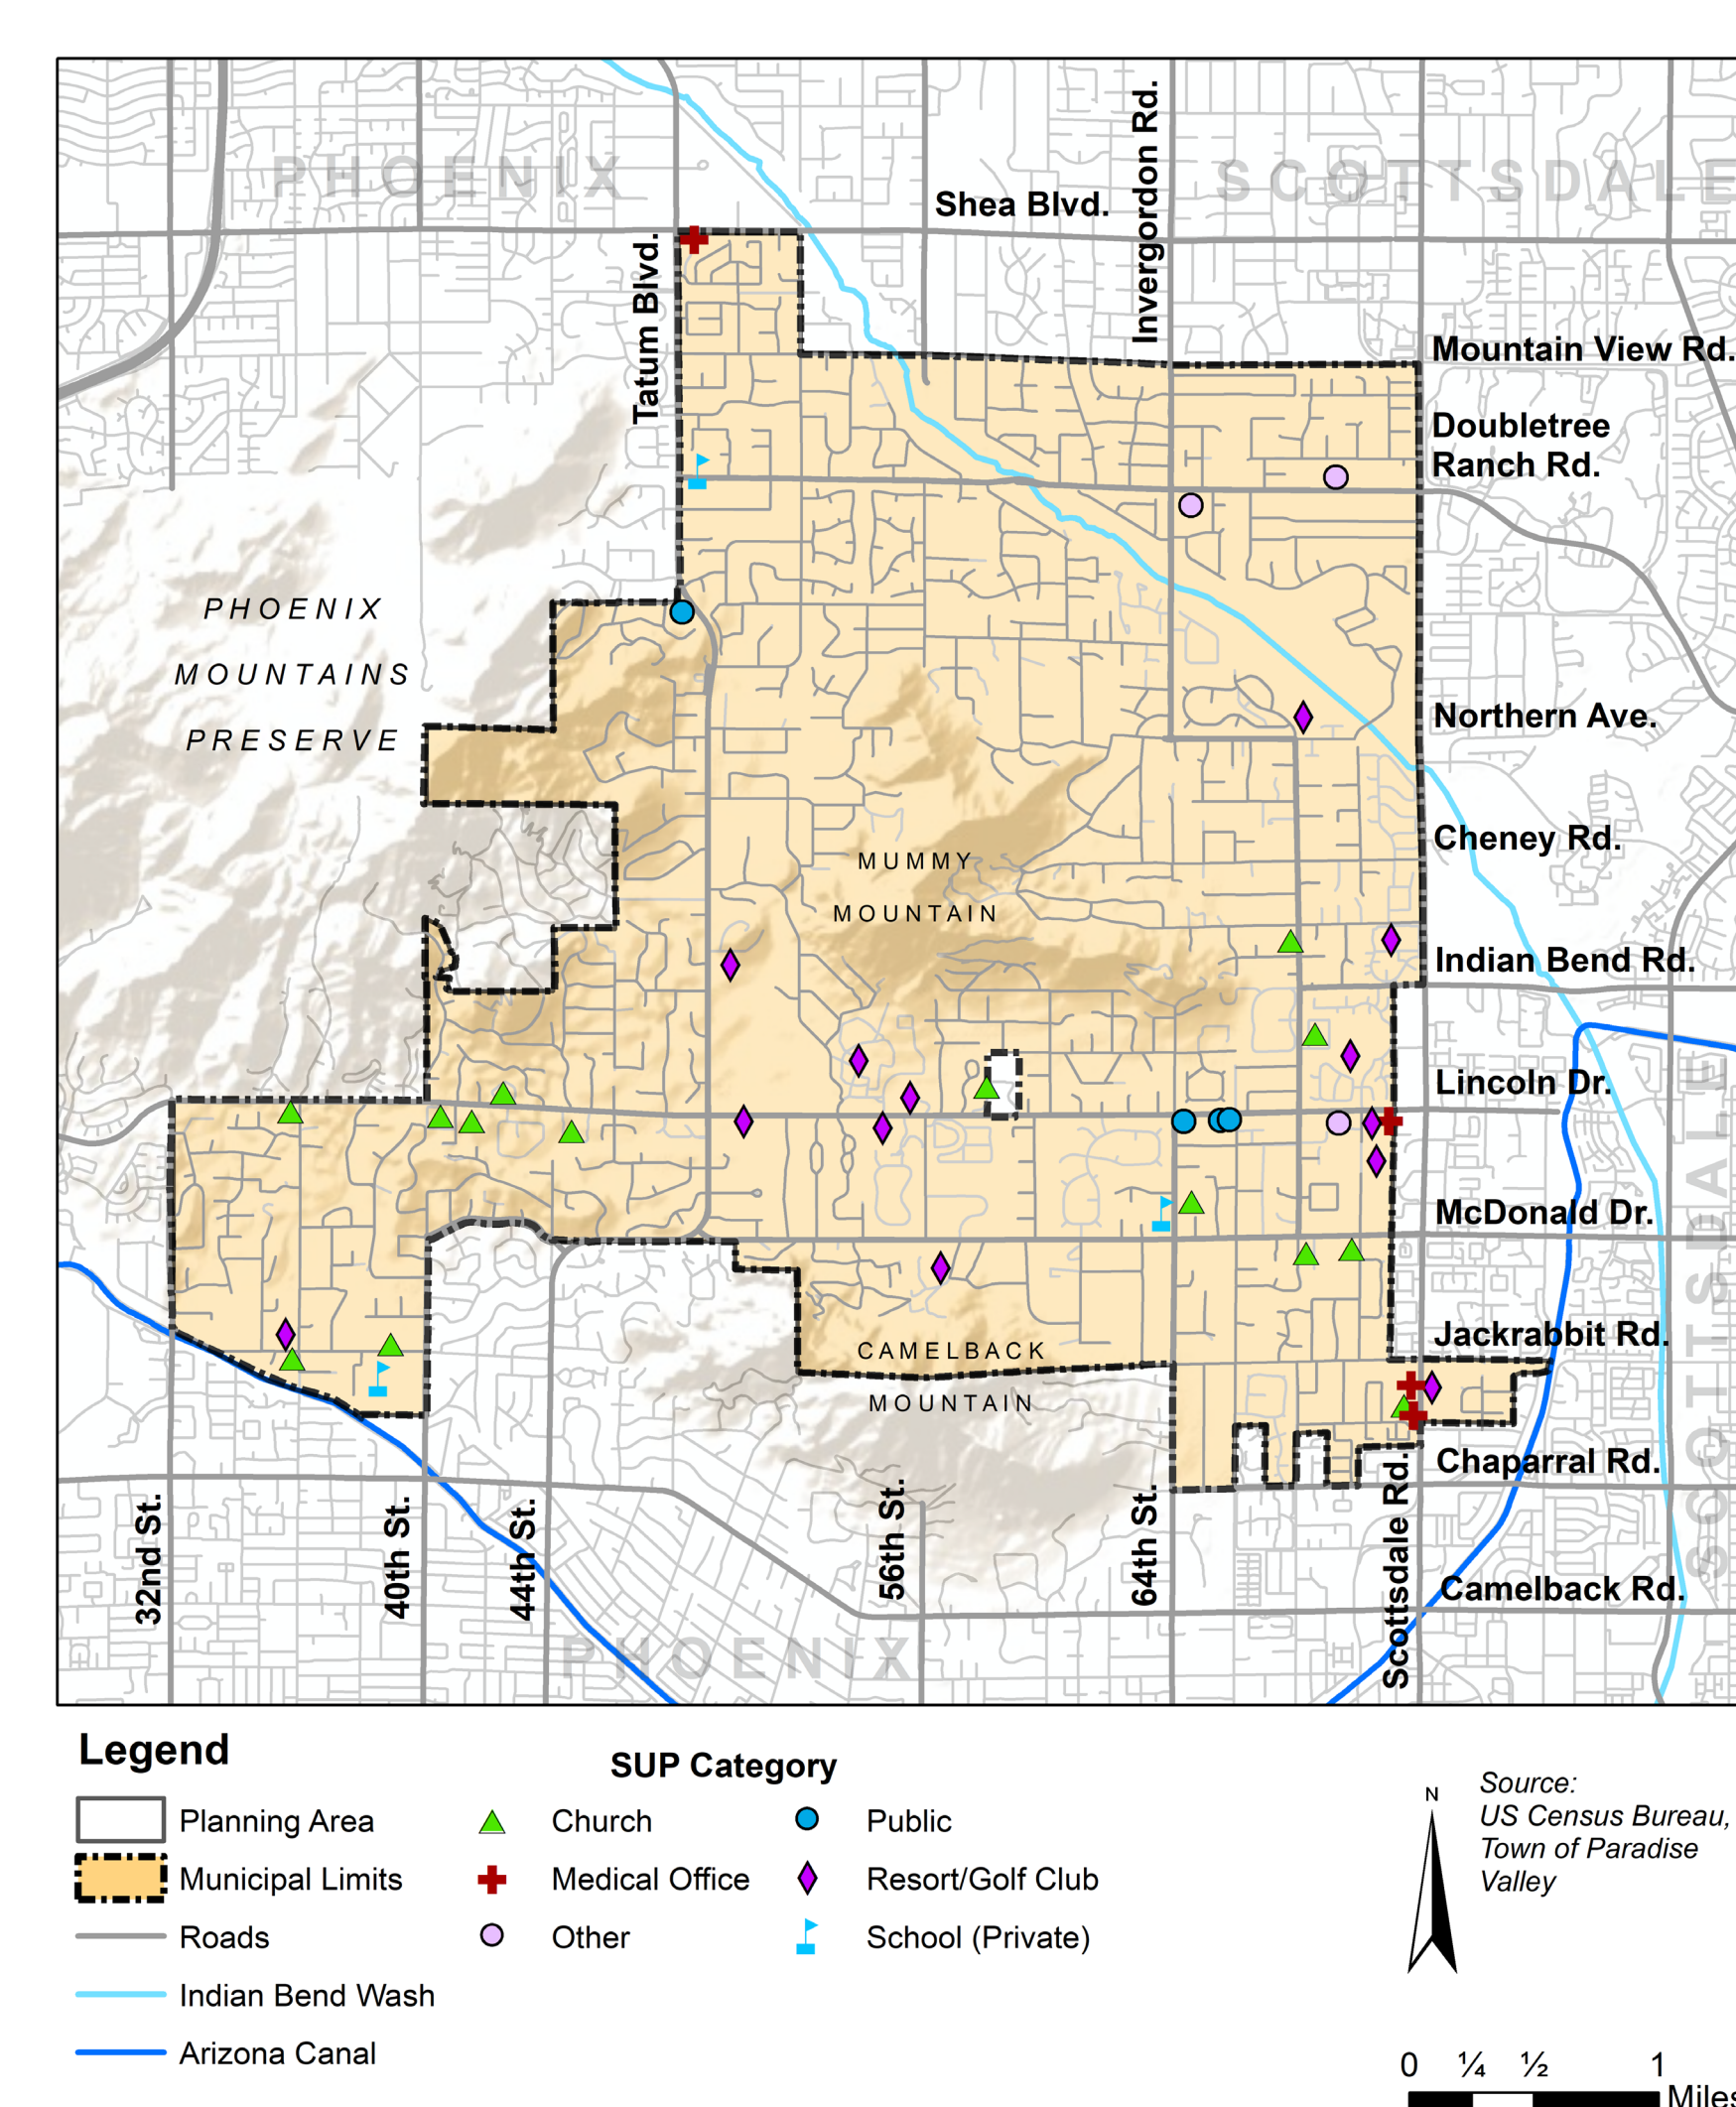 PHOENIX
SCOTTSDALE
Shea Blvd.
Invergordon Rd.
Tatum Blvd.
Mountain View Rd.
Doubletree
Ranch Rd.
PHOENIX
MOUNTAINS
PRESERVE
Northern Ave.
Cheney Rd.
MUMMY
MOUNTAIN
Indian Bend Rd.
Lincoln Dr.
McDonald Dr.
SCOTTSDALE
Jackrabbit Rd.
CAMELBACK
MOUNTAIN
Chaparral Rd.
32nd St.
40th St.
44th St.
56th St.
64th St.
Scottsdale Rd.
Camelback Rd.
PHOENIX
Legend
SUP Category
Planning Area
Church
Public
Municipal Limits
Medical Office
Resort/Golf Club
Roads
Other
School (Private)
Indian Bend Wash
Arizona Canal
N
Source:
US Census Bureau,
Town of Paradise
Valley
0 ¼ ½ 1
Miles